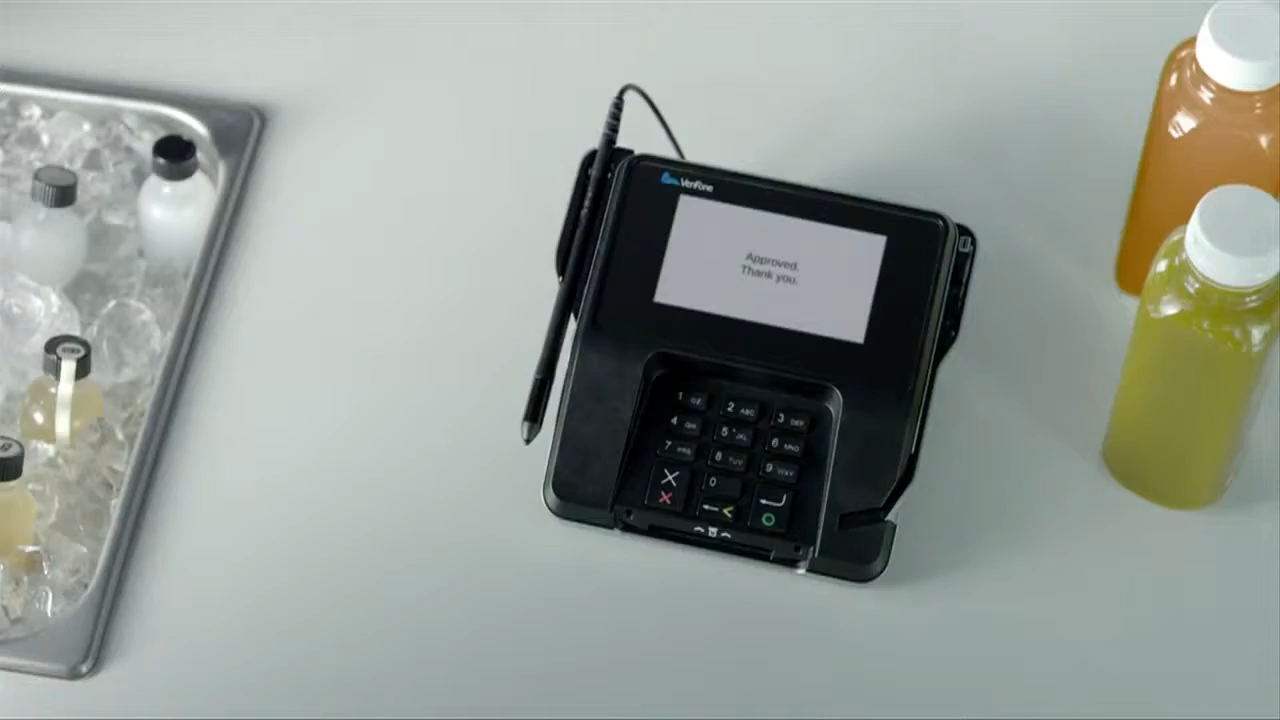 VeriFone
Approved.
Thank you.
1 QZ
2 ABC
3 DEF
4 GHI
5 JKL
6 MNO
7 PRS
8 TUV
9 WXY
0